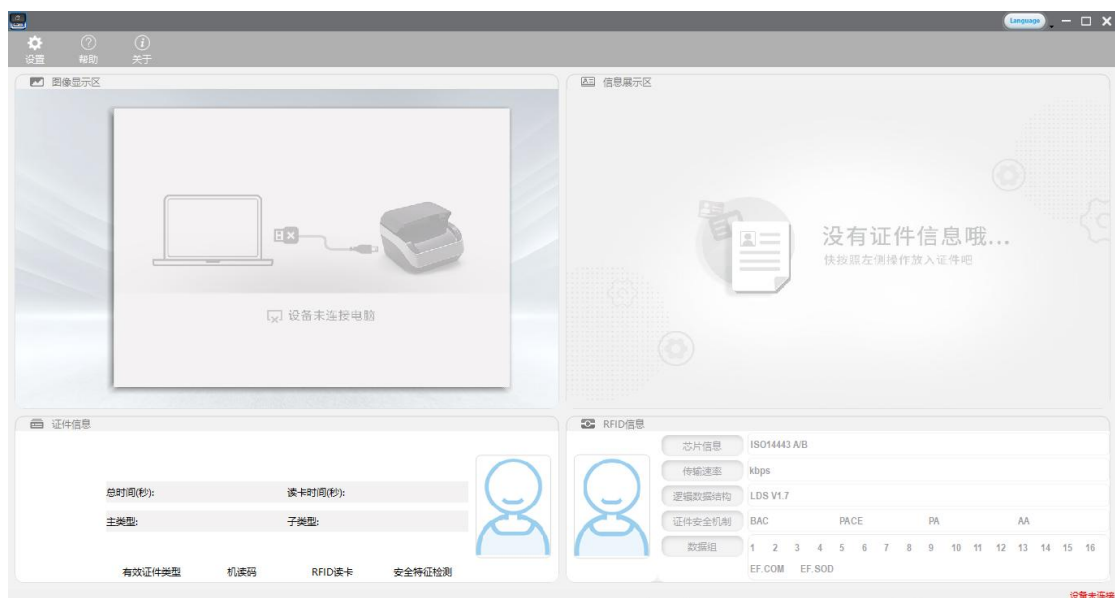 Language
设置 帮助 关于
图像显示区
设备未连接电脑
信息展示区
没有证件信息哦...
快按照左侧操作放入证件吧
证件信息
总时间(秒): 读卡时间(秒):
主类型: 子类型:
有效证件类型 机读码 RFID读卡 安全特征检测
RFID信息
芯片信息 ISO14443 A/B
传输速率 kbps
逻辑数据结构 LDS V1.7
证件安全机制 BAC PACE PA AA
数据组 1 2 3 4 5 6 7 8 9 10 11 12 13 14 15 16
EF.COM EF.SOD
设备未连接